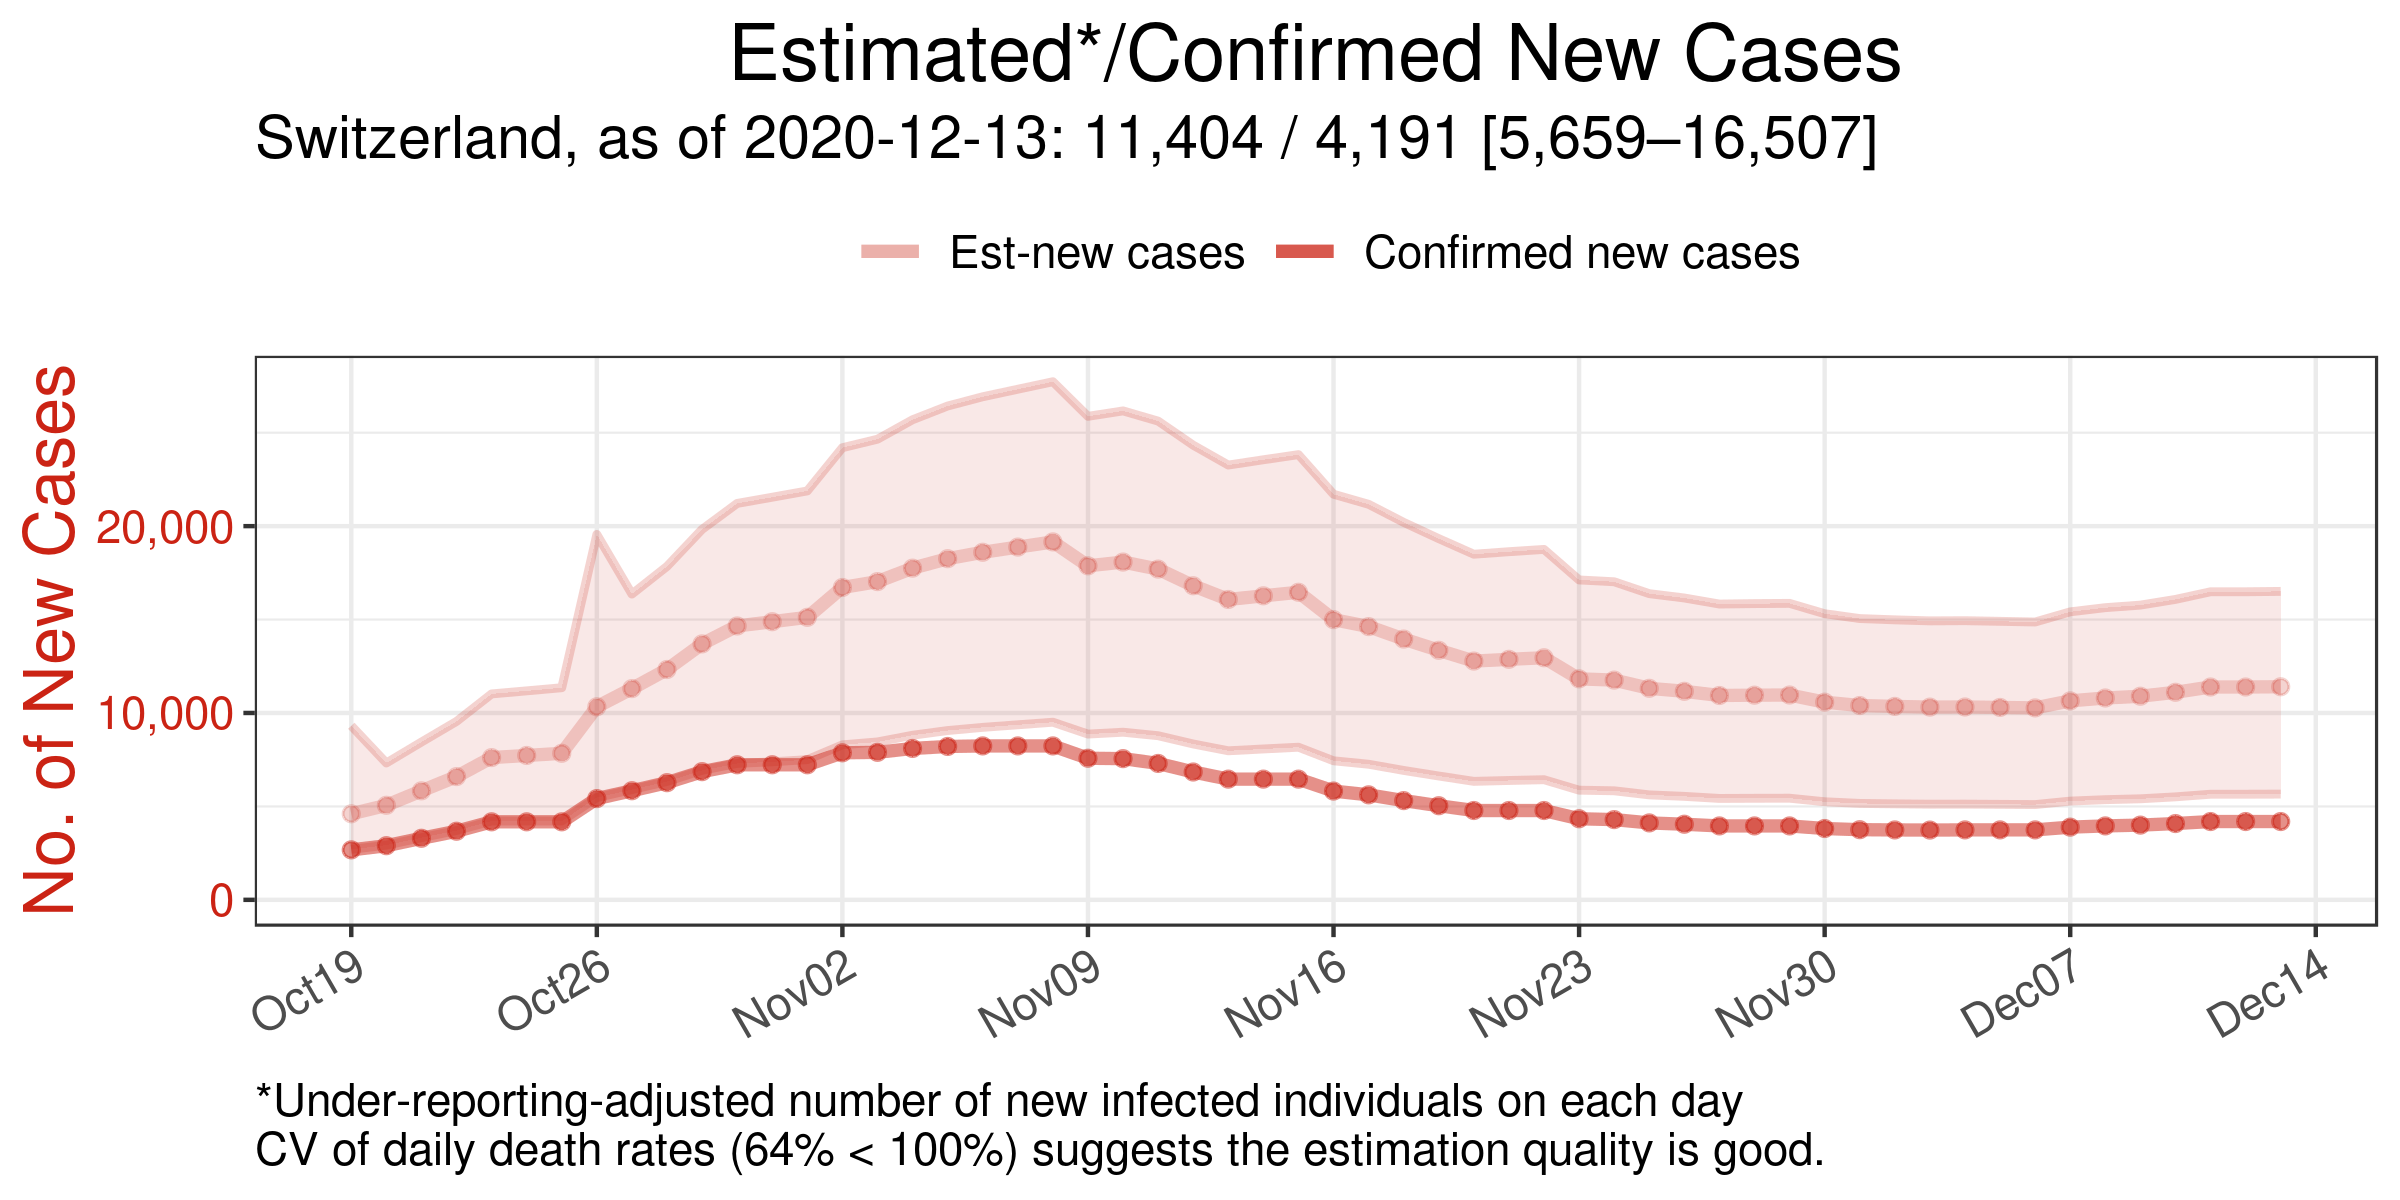 Estimated*/Confirmed New Cases
Switzerland, as of 2020-12-13: 11,404 / 4,191 [5,659–16,507]
Est-new cases
Confirmed new cases
No. of New Cases
20,000
10,000
0
Oct19
Oct26
Nov02
Nov09
Nov16
Nov23
Nov30
Dec07
Dec14
*Under-reporting-adjusted number of new infected individuals on each day
CV of daily death rates (64% < 100%) suggests the estimation quality is good.